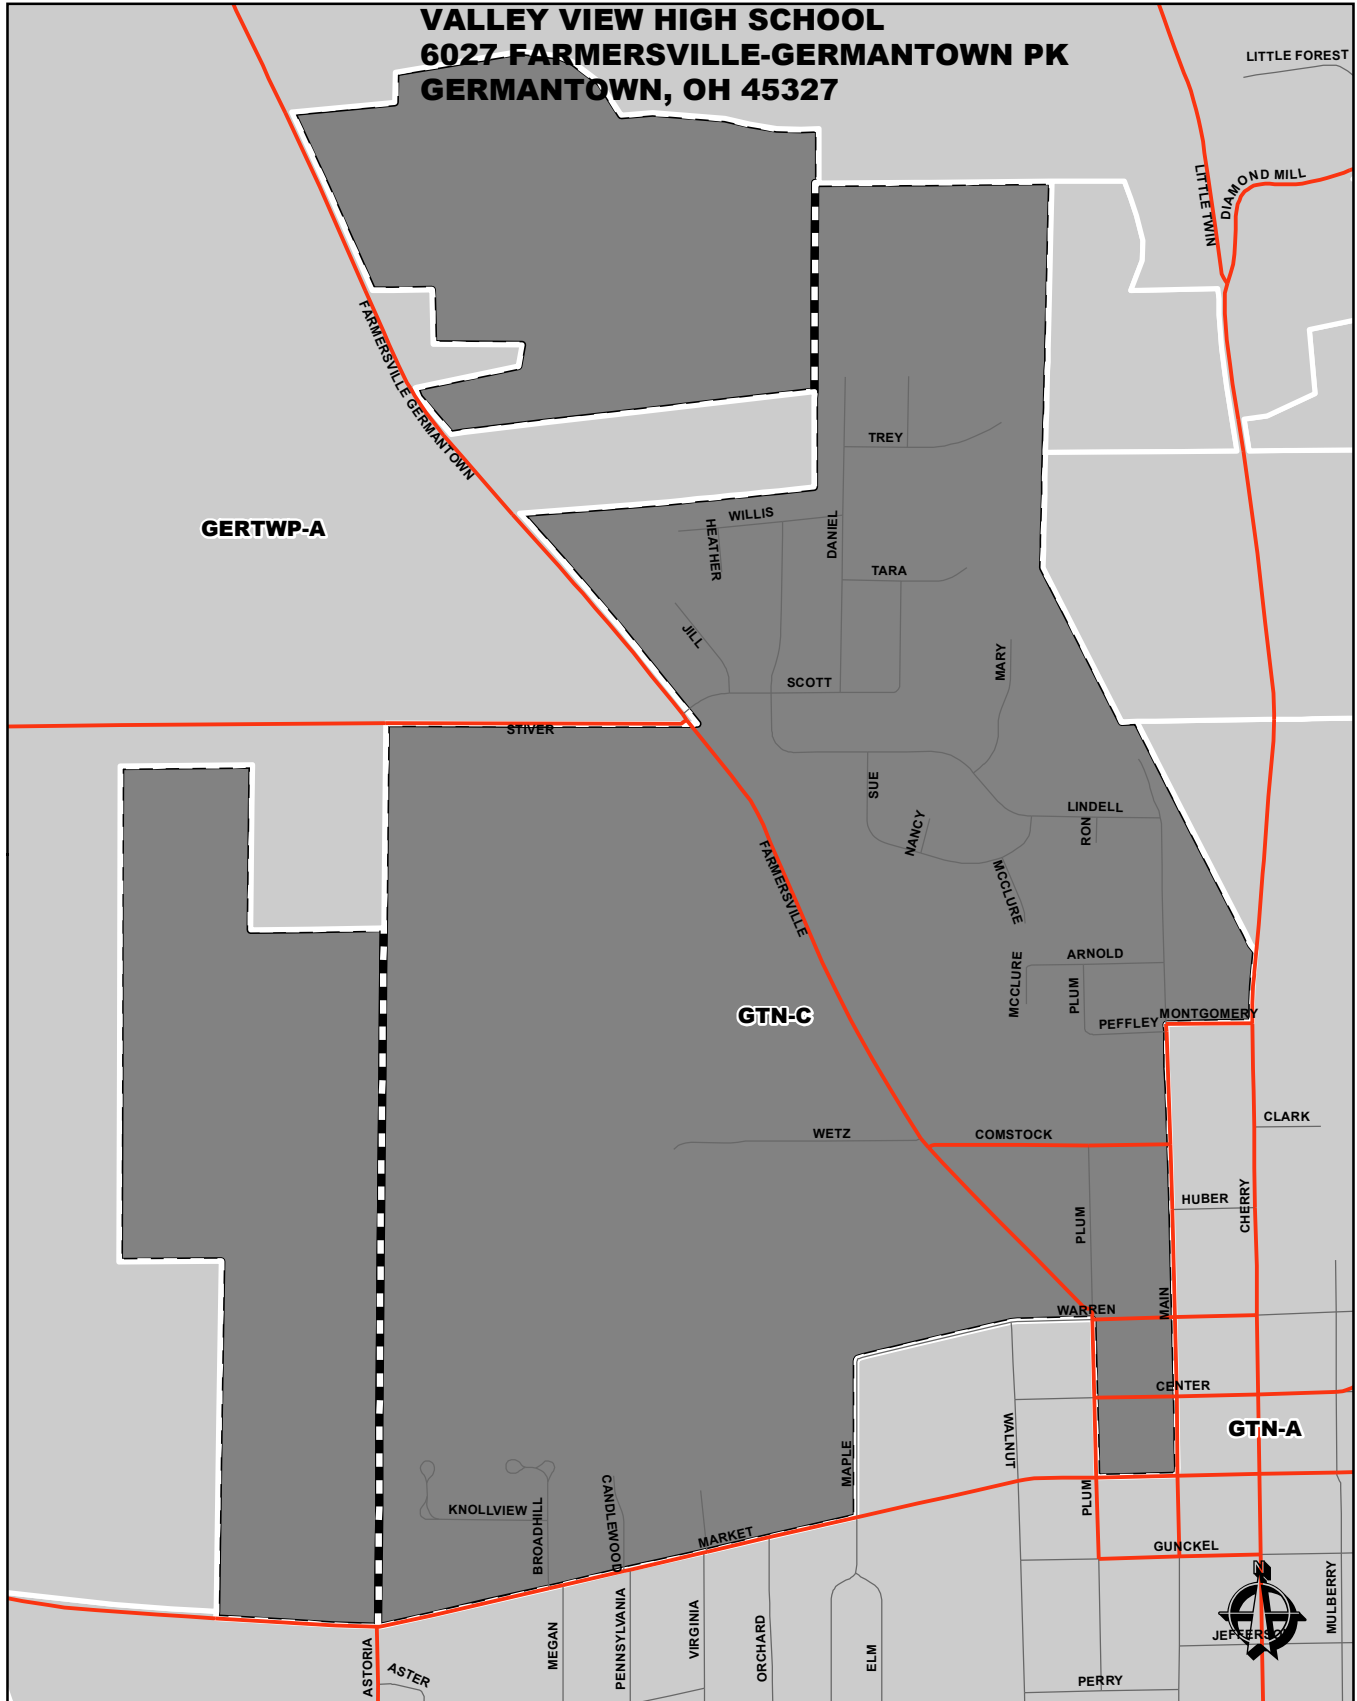 VALLEY VIEW HIGH SCHOOL
6027 FARMERSVILLE-GERMANTOWN PK
GERMANTOWN, OH 45327
LITTLE FOREST
LITTLE TWIN
DIAMOND MILL
FARMERSVILLE GERMANTOWN
TREY
GERTWP-A
WILLIS
HEATHER
DANIEL
TARA
JILL
MARY
SCOTT
STIVER
SUE
LINDELL
NANCY
RON
FARMERSVILLE
MCCLURE
ARNOLD
MCCLURE
PLUM
GTN-C
PEFFLEY
MONTGOMERY
CLARK
WETZ
COMSTOCK
HUBER
CHERRY
PLUM
MAIN
WARREN
CENTER
GTN-A
WALNUT
MAPLE
PLUM
KNOLLVIEW
BROADHILL
CANDLEWOOD
MARKET
GUNCKEL
N
MULBERRY
JEFFERSO
MEGAN
PENNSYLVANIA
VIRGINIA
ORCHARD
ELM
ASTORIA
ASTER
PERRY